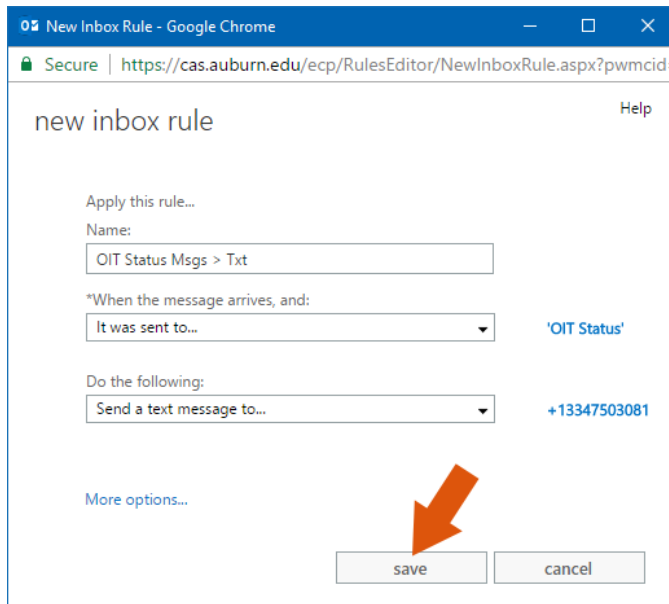 New Inbox Rule - Google Chrome
Secure | https://cas.auburn.edu/ecp/RulesEditor/NewInboxRule.aspx?pwmcid
Help
new inbox rule
Apply this rule...
Name:
OIT Status Msgs > Txt
*When the message arrives, and:
It was sent to... 'OIT Status'
Do the following:
Send a text message to... +13347503081
More options...
save cancel